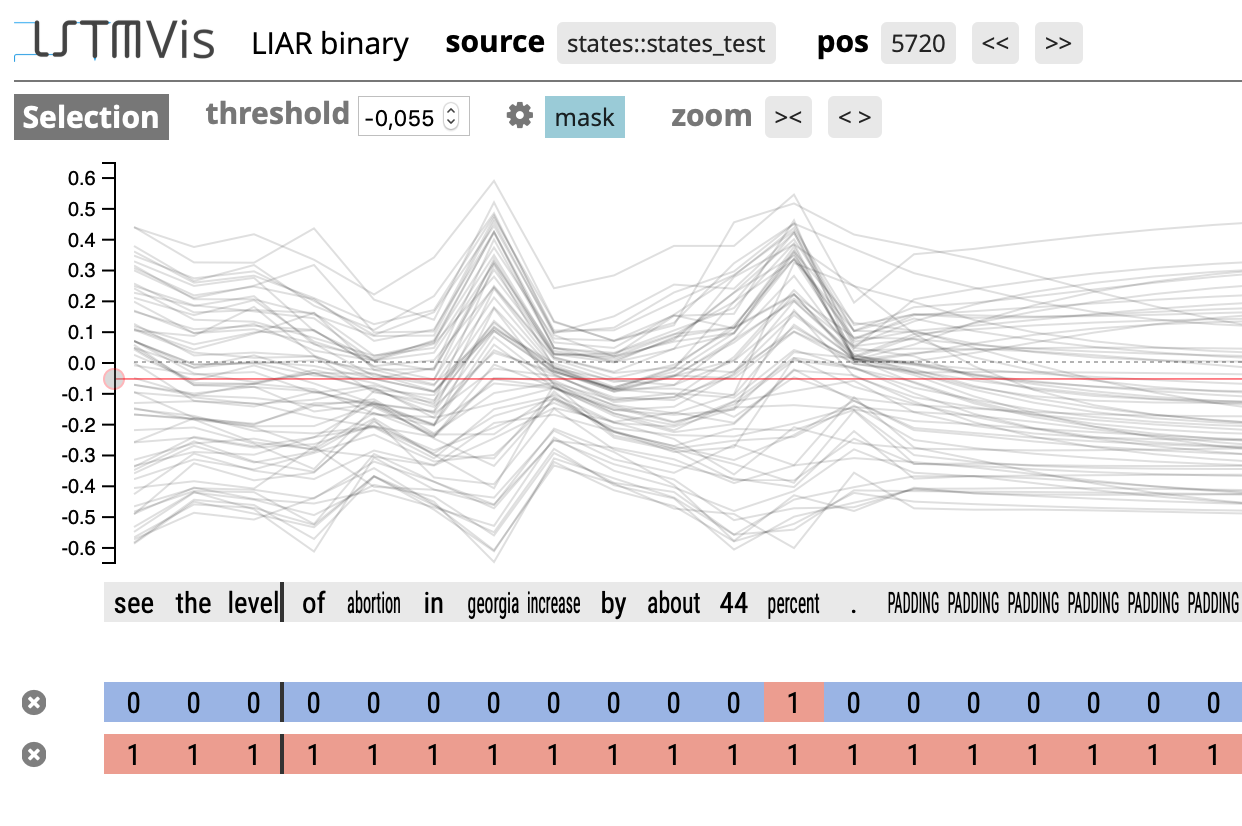 LSTMVis LIAR binary source states::states_test pos 5720 << >>
Selection threshold -0,055 mask zoom >< < >
0.6
0.5
0.4
0.3
0.2
0.1
0.0
-0.1
-0.2
-0.3
-0.4
-0.5
-0.6
see the level of abortion in georgia increase by about 44 percent . PADDING PADDING PADDING PADDING PADDING PADDING
0 0 0 0 0 0 0 0 0 0 0 1 0 0 0 0 0 0 0
1 1 1 1 1 1 1 1 1 1 1 1 1 1 1 1 1 1 1